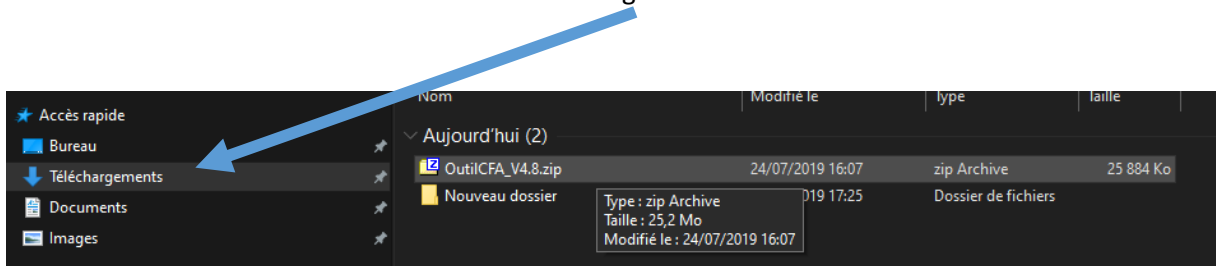 Nom Modifié le Type Taille
Accès rapide
Aujourd'hui (2)
Bureau
OutilCFA_V4.8.zip 24/07/2019 16:07 zip Archive 25 884 Ko
Téléchargements
Nouveau dossier 019 17:25 Dossier de fichiers
Type : zip Archive
Taille : 25,2 Mo
Modifié le : 24/07/2019 16:07
Documents
Images